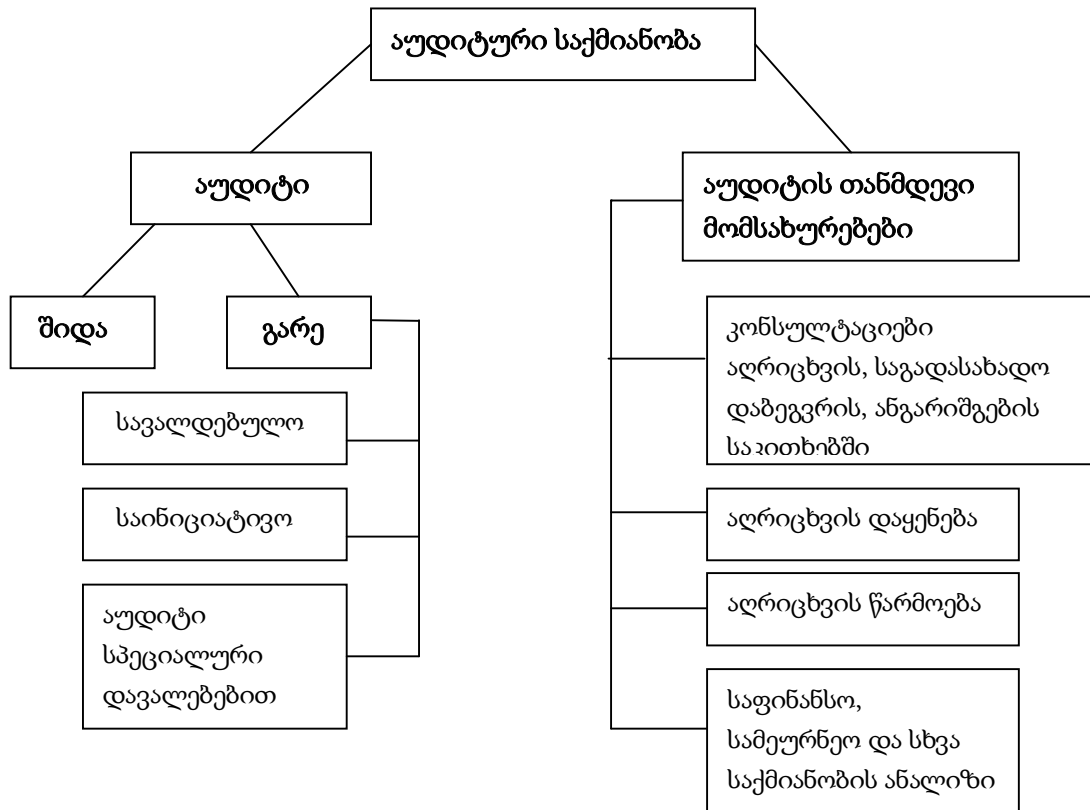 აუდიტური საქმიანობა
აუდიტი
აუდიტის თანმდევი
მომსახურებები
შიდა
გარე
სავალდებულო
საინიციატივო
აუდიტი
სპეციალური
დავალებებით
კონსულტაციები
აღრიცხვის, საგადასახადო
დაბეგვრის, ანგარიშგების
საკითხებში
აღრიცხვის დაყენება
აღრიცხვის წარმოება
საფინანსო,
სამეურნეო და სხვა
საქმიანობის ანალიზი